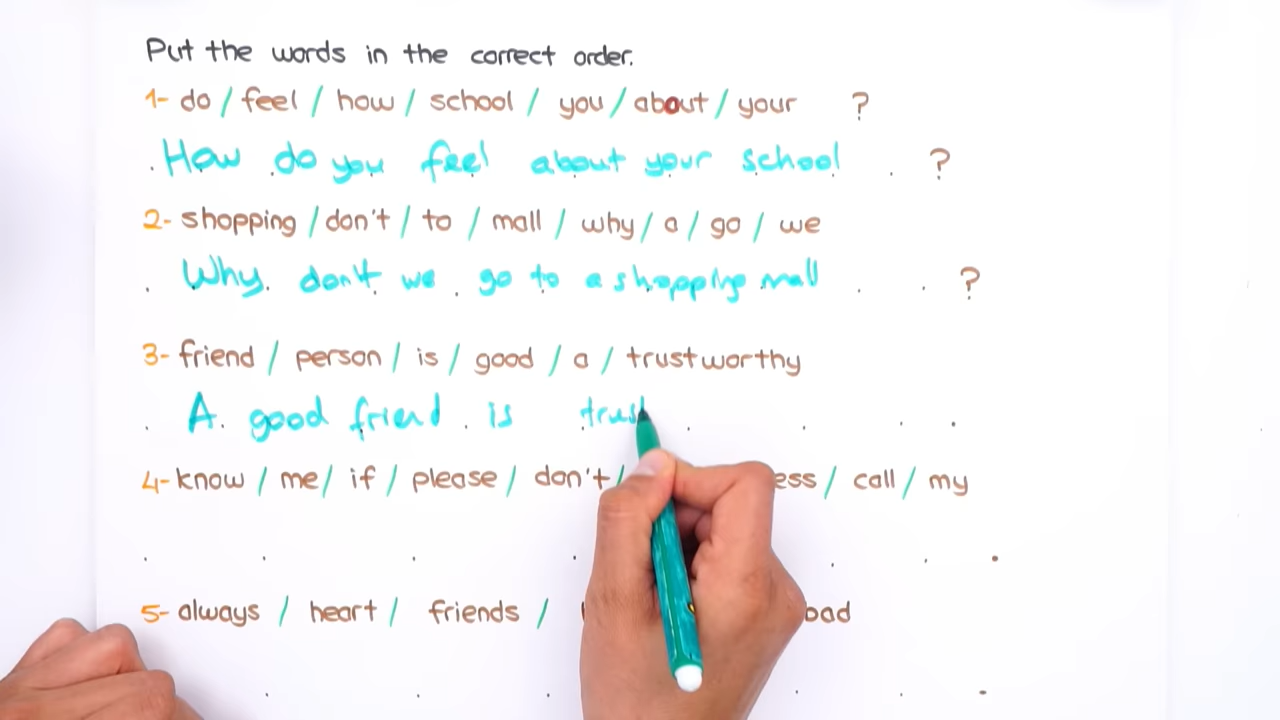 Put the words in the correct order.
1- do / feel / how / school / you / about / your ?
How do you feel about your school ?
2- shopping / don't / to / mall / why / a / go / we
Why don't we go to a shopping mall ?
3- friend / person / is / good / a / trustworthy
A good friend is trust
4- know / me / if / please / don't / ess / call / my
5- always / heart / friends / bad